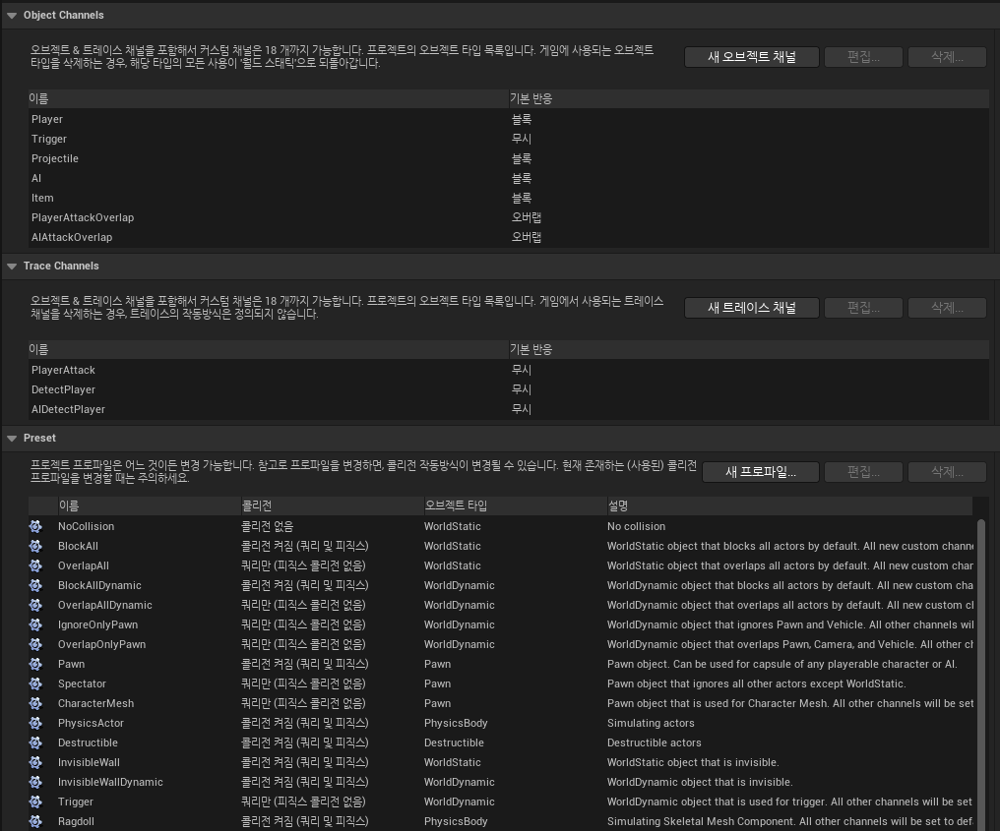 Object Channels
오브젝트 & 트레이스 채널을 포함해서 커스텀 채널은 18 개까지 가능합니다. 프로젝트의 오브젝트 타입 목록입니다. 게임에 사용되는 오브젝트
타입을 삭제하는 경우, 해당 타입의 모든 사용이 '월드 스태틱'으로 되돌아갑니다.
새 오브젝트 채널 편집... 삭제...
이름 기본 반응
Player 블록
Trigger 무시
Projectile 블록
AI 블록
Item 블록
PlayerAttackOverlap 오버랩
AIAttackOverlap 오버랩
Trace Channels
오브젝트 & 트레이스 채널을 포함해서 커스텀 채널은 18 개까지 가능합니다. 프로젝트의 오브젝트 타입 목록입니다. 게임에서 사용되는 트레이스
채널을 삭제하는 경우, 트레이스의 작동방식은 정의되지 않습니다.
새 트레이스 채널 편집... 삭제...
이름 기본 반응
PlayerAttack 무시
DetectPlayer 무시
AIDetectPlayer 무시
Preset
프로젝트 프로파일은 어느 것이든 변경 가능합니다. 참고로 프로파일을 변경하면, 콜리전 작동방식이 변경될 수 있습니다. 현재 존재하는 (사용된) 콜리전
프로파일을 변경할 때는 주의하세요.
새 프로파일... 편집... 삭제...
이름 콜리전 오브젝트 타입 설명
NoCollision 콜리전 없음 WorldStatic No collision
BlockAll 콜리전 켜짐 (쿼리 및 피직스) WorldStatic WorldStatic object that blocks all actors by default. All new custom channe
OverlapAll 쿼리만 (피직스 콜리전 없음) WorldStatic WorldStatic object that overlaps all actors by default. All new custom char
BlockAllDynamic 콜리전 켜짐 (쿼리 및 피직스) WorldDynamic WorldDynamic object that blocks all actors by default. All new custom cha
OverlapAllDynamic 쿼리만 (피직스 콜리전 없음) WorldDynamic WorldDynamic object that overlaps all actors by default. All new custom cl
IgnoreOnlyPawn 쿼리만 (피직스 콜리전 없음) WorldDynamic WorldDynamic object that ignores Pawn and Vehicle. All other channels wil
OverlapOnlyPawn 쿼리만 (피직스 콜리전 없음) WorldDynamic WorldDynamic object that overlaps Pawn, Camera, and Vehicle. All other ch
Pawn 콜리전 켜짐 (쿼리 및 피직스) Pawn Pawn object. Can be used for capsule of any playerable character or AI.
Spectator 쿼리만 (피직스 콜리전 없음) Pawn Pawn object that ignores all other actors except WorldStatic.
CharacterMesh 쿼리만 (피직스 콜리전 없음) Pawn Pawn object that is used for Character Mesh. All other channels will be set
PhysicsActor 콜리전 켜짐 (쿼리 및 피직스) PhysicsBody Simulating actors
Destructible 콜리전 켜짐 (쿼리 및 피직스) Destructible Destructible actors
InvisibleWall 콜리전 켜짐 (쿼리 및 피직스) WorldStatic WorldStatic object that is invisible.
InvisibleWallDynamic 콜리전 켜짐 (쿼리 및 피직스) WorldDynamic WorldDynamic object that is invisible.
Trigger 쿼리만 (피직스 콜리전 없음) WorldDynamic WorldDynamic object that is used for trigger. All other channels will be set
Ragdoll 콜리전 켜짐 (쿼리 및 피직스) PhysicsBody Simulating Skeletal Mesh Component. All other channels will be set to def